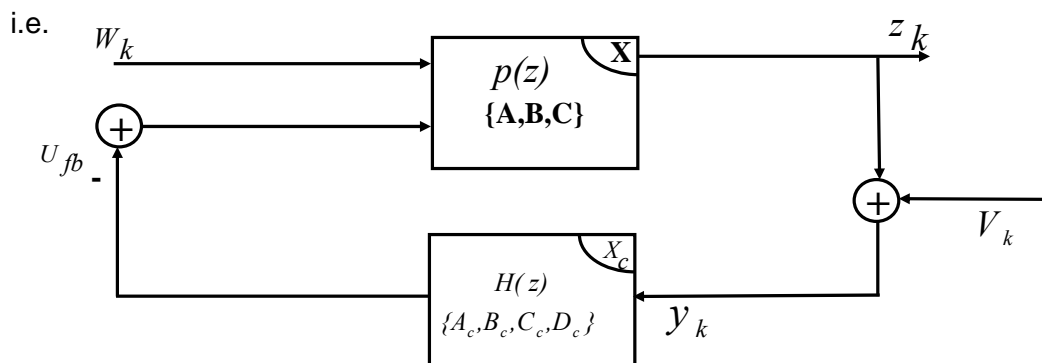 i.e.
W_k
X
z_k
p(z)
{A,B,C}
+
U_fb
-
+
V_k
X_c
H(z)
{A_c,B_c,C_c,D_c}
y_k